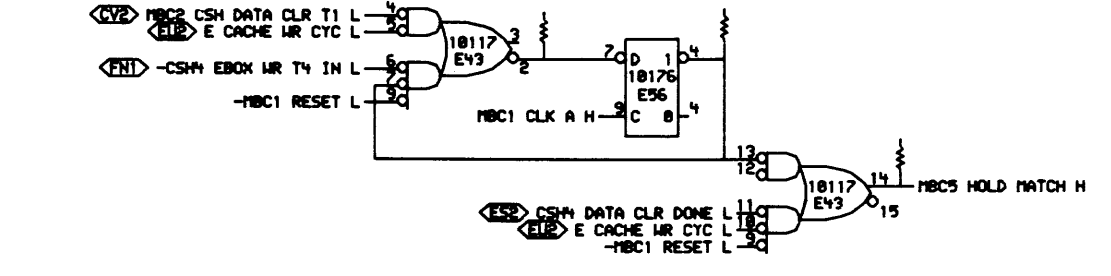 CV2 MBC2 CSH DATA CLR T1 L 4
EU2 E CACHE WR CYC L 5
10117
E43
3
2
FN1 -CSH4 EBOX WR T4 IN L 6
7
-MBC1 RESET L 9
7 D 1 4
10176
E56
MBC1 CLK A H 9 C 0 4
13
12
10117
E43
14 MBC5 HOLD MATCH H
15
ES2 CSH4 DATA CLR DONE L 11
EU2 E CACHE WR CYC L 10
-MBC1 RESET L 9